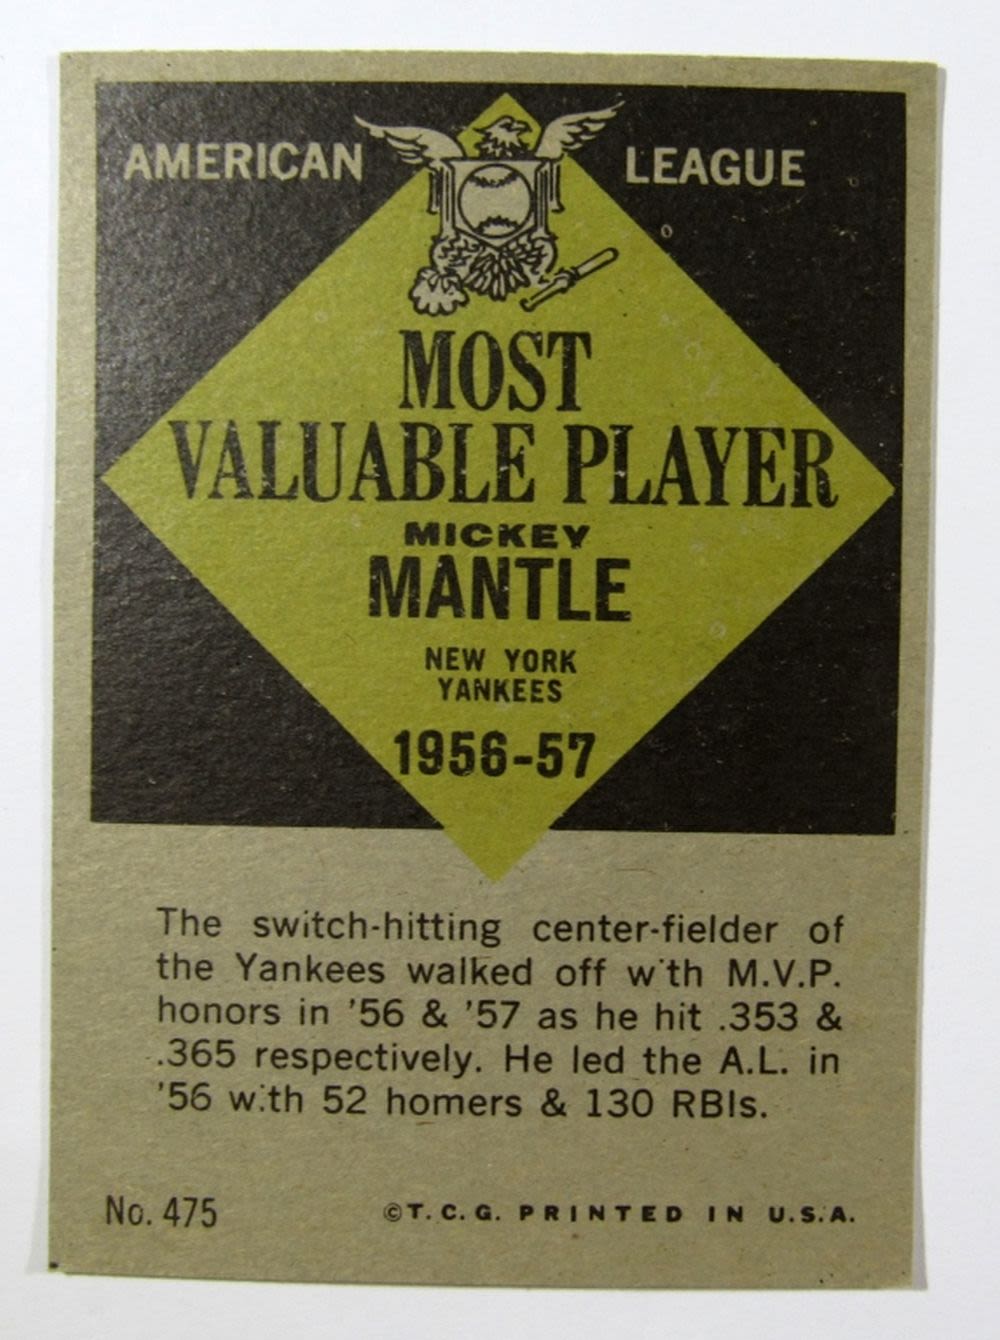 AMERICAN LEAGUE
MOST
VALUABLE PLAYER
MICKEY
MANTLE
NEW YORK
YANKEES
1956-57
The switch-hitting center-fielder of
the Yankees walked off w'th M.V.P.
honors in '56 & '57 as he hit .353 &
.365 respectively. He led the A.L. in
'56 w.th 52 homers & 130 RBIs.
No. 475 ©T.C.G. PRINTED IN U.S.A.